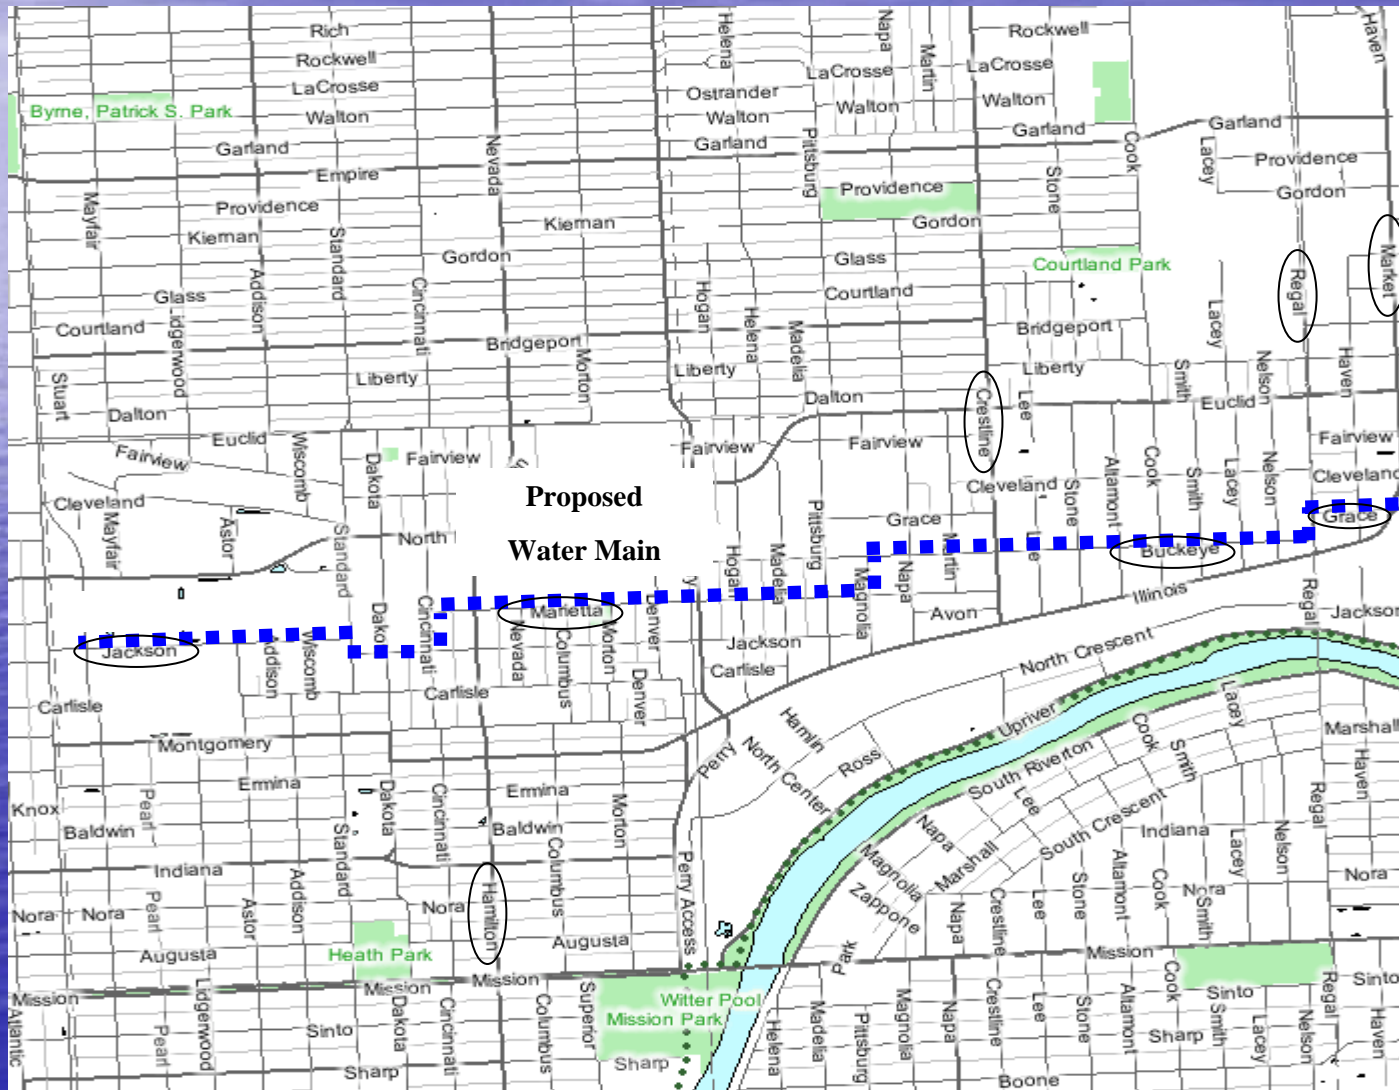 Rich
Helena
Napa
Rockwell
Haven
Rockwell
LaCrosse
LaCrosse
Martin
LaCrosse
Byrne, Patrick S. Park
Walton
Ostrander
Walton
Walton
Walton
Garland
Nevada
Garland
Pittsburg
Garland
Cook
Garland
Lacey
Providence
Empire
Providence
Stone
Gordon
Mayfair
Providence
Kiernan
Gordon
Kiernan
Standard
Gordon
Glass
Courtland Park
Regal
Market
Glass
Addison
Cincinnati
Hogan
Courtland
Courtland
Lidgerwood
Bridgeport
Helena
Madelia
Bridgeport
Lacey
Stuart
Liberty
Morton
Liberty
Liberty
Smith
Nelson
Haven
Dalton
Dalton
Crestline
Lee
Euclid
Euclid
Fairview
Wiscomb
Dakota
Fairview
Fairview
Fairview
Fairview
Cleveland
Cleveland
Cleveland
Stone
Altamont
Cook
Smith
Lacey
Nelson
Mayfair
Astor
Standard
North
Proposed
Water Main
Pittsburg
Grace
Grace
Hogan
Madelia
Magnolia
Napa
Martin
Lee
Buckeye
Illinois
Regal
Jackson
Addison
Wiscomb
Dakota
Cincinnati
Marietta
Nevada
Columbus
Morton
Denver
Jackson
Avon
Jackson
Carlisle
Carlisle
Carlisle
Denver
North Crescent
Lacey
Montgomery
Perry
Hamlin
North Center
Ross
Upriver
Cook
Smith
Marshall
Haven
Knox
Pearl
Ermina
Dakota
Cincinnati
Ermina
Morton
South Riverton
Lee
South Crescent
Regal
Baldwin
Standard
Baldwin
Napa
Marshall
Indiana
Lacey
Nelson
Indiana
Columbus
Perry Access
Magnolia
Zappone
Altamont
Cook
Nora
Nora
Nora
Pearl
Astor
Addison
Nora
Hamilton
Napa
Crestline
Lee
Stone
Nora
Smith
Augusta
Heath Park
Augusta
Park
Mission
Mission
Mission
Mission
Mission
Superior
Witter Pool
Mission Park
Cook
Sinto
Regal
Sinto
Atlantic
Pearl
Lidgerwood
Sinto
Dakota
Cincinnati
Columbus
Helena
Madelia
Pittsburg
Magnolia
Napa
Crestline
Lee
Stone
Altamont
Sharp
Smith
Lacey
Nelson
Haven
Sharp
Sharp
Boone